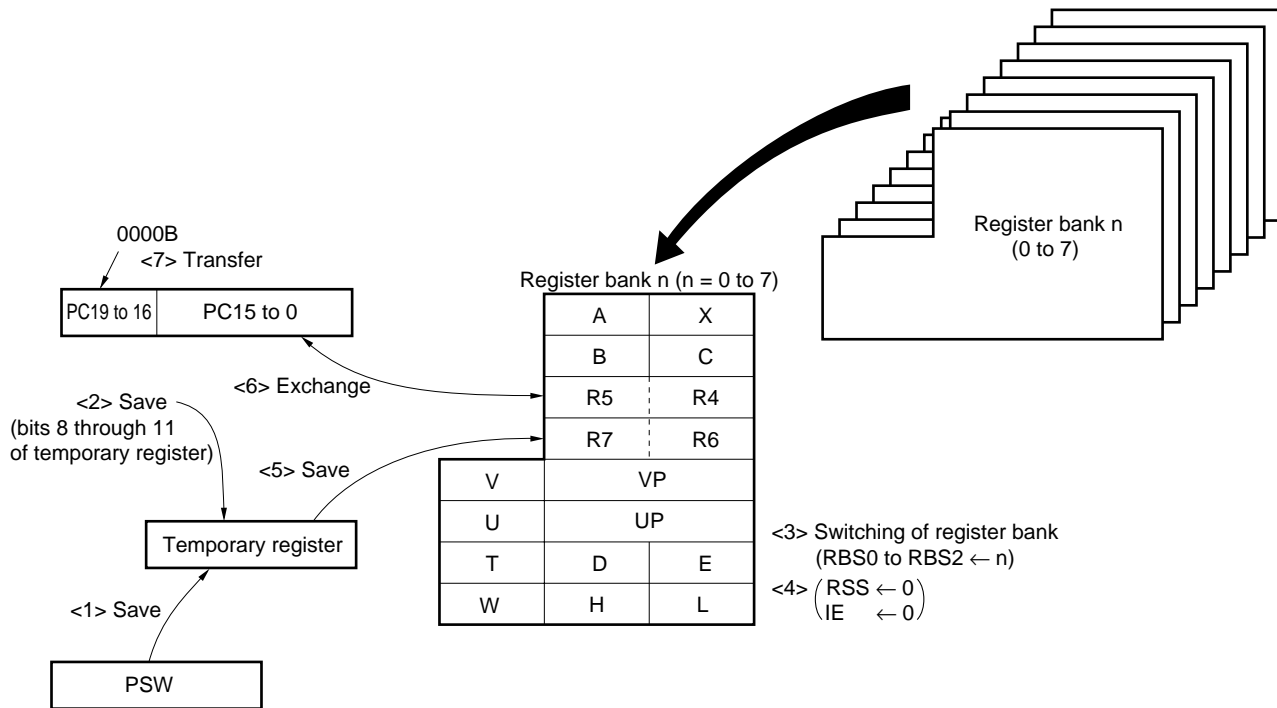 Register bank n
(0 to 7)
0000B
<7> Transfer
PC19 to 16
PC15 to 0
<6> Exchange
<2> Save
(bits 8 through 11
of temporary register)
<5> Save
Temporary register
<1> Save
PSW
Register bank n (n = 0 to 7)
A X
B C
R5 R4
R7 R6
V VP
U UP
T D E
W H L
<3> Switching of register bank
(RBS0 to RBS2 ← n)
<4> (RSS ← 0
IE ← 0)